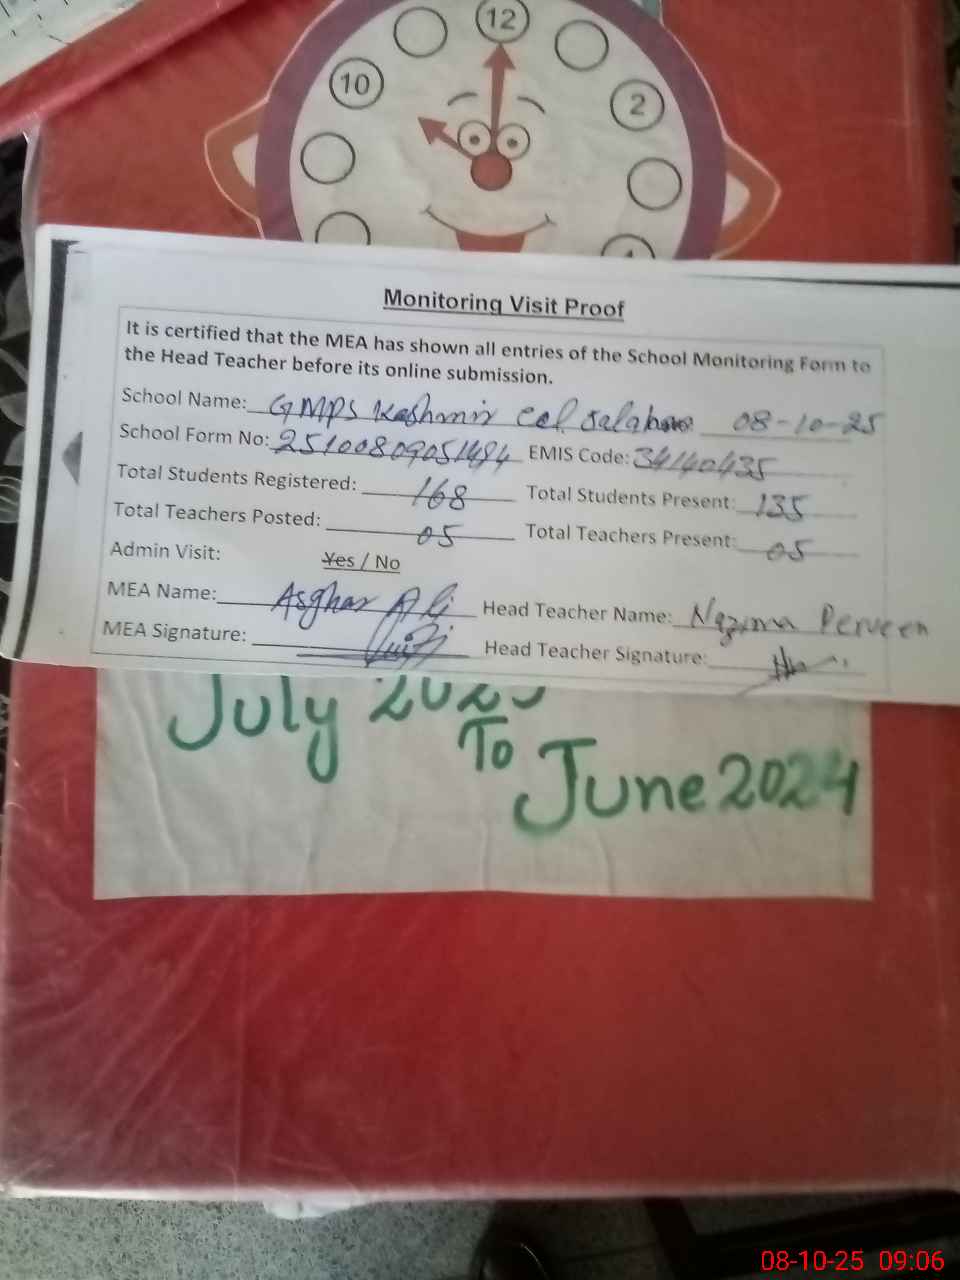 12
10
2
Monitoring Visit Proof
It is certified that the MEA has shown all entries of the School Monitoring Form to
the Head Teacher before its online submission.
School Name: GMPS Kashmir 08-10-25
School Form No: 25100809051484 EMIS Code: 34140435
Total Students Registered: 168 Total Students Present: 135
Total Teachers Posted: 05 Total Teachers Present: 05
Admin Visit: Yes / No
MEA Name: Asghar Ali Head Teacher Name: Nazima Perveen
MEA Signature: Head Teacher Signature:
July
To
June 2024
08-10-25 09:06